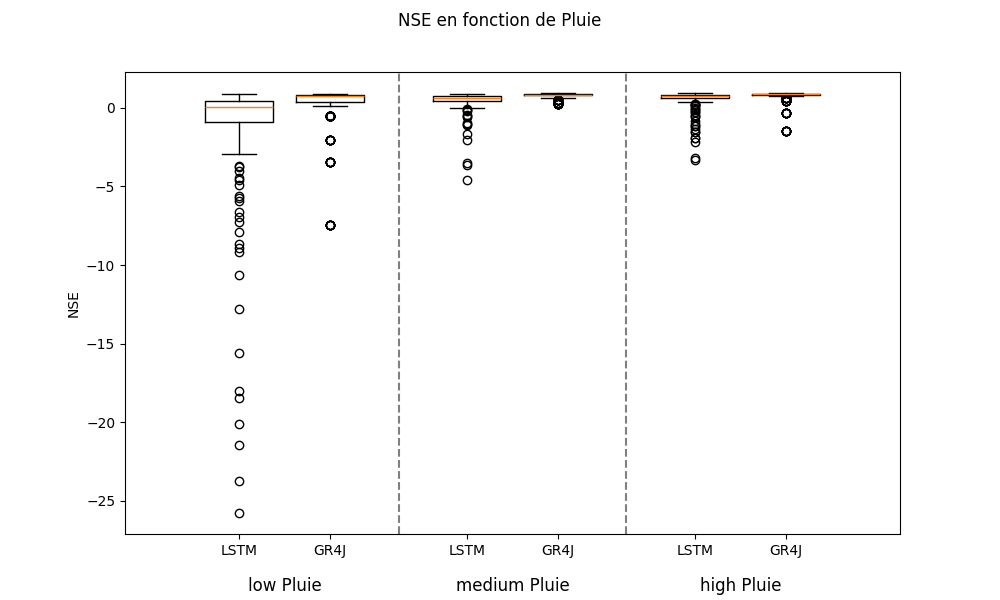 NSE en fonction de Pluie
NSE
0
−5
−10
−15
−20
−25
LSTM GR4J LSTM GR4J LSTM GR4J
low Pluie medium Pluie high Pluie